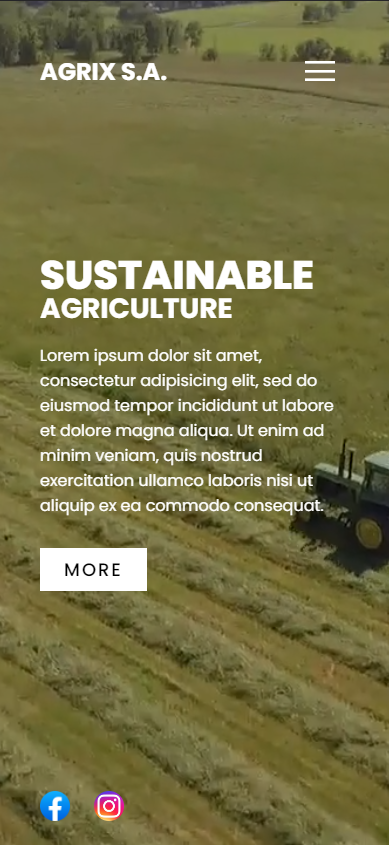 AGRIX S.A.
SUSTAINABLE
AGRICULTURE
Lorem ipsum dolor sit amet,
consectetur adipisicing elit, sed do
eiusmod tempor incididunt ut labore
et dolore magna aliqua. Ut enim ad
minim veniam, quis nostrud
exercitation ullamco laboris nisi ut
aliquip ex ea commodo consequat.
MORE